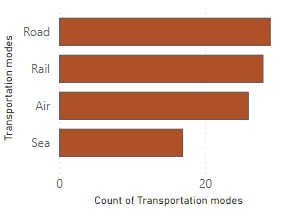 Transportation modes
Road
Rail
Air
Sea
0 20
Count of Transportation modes